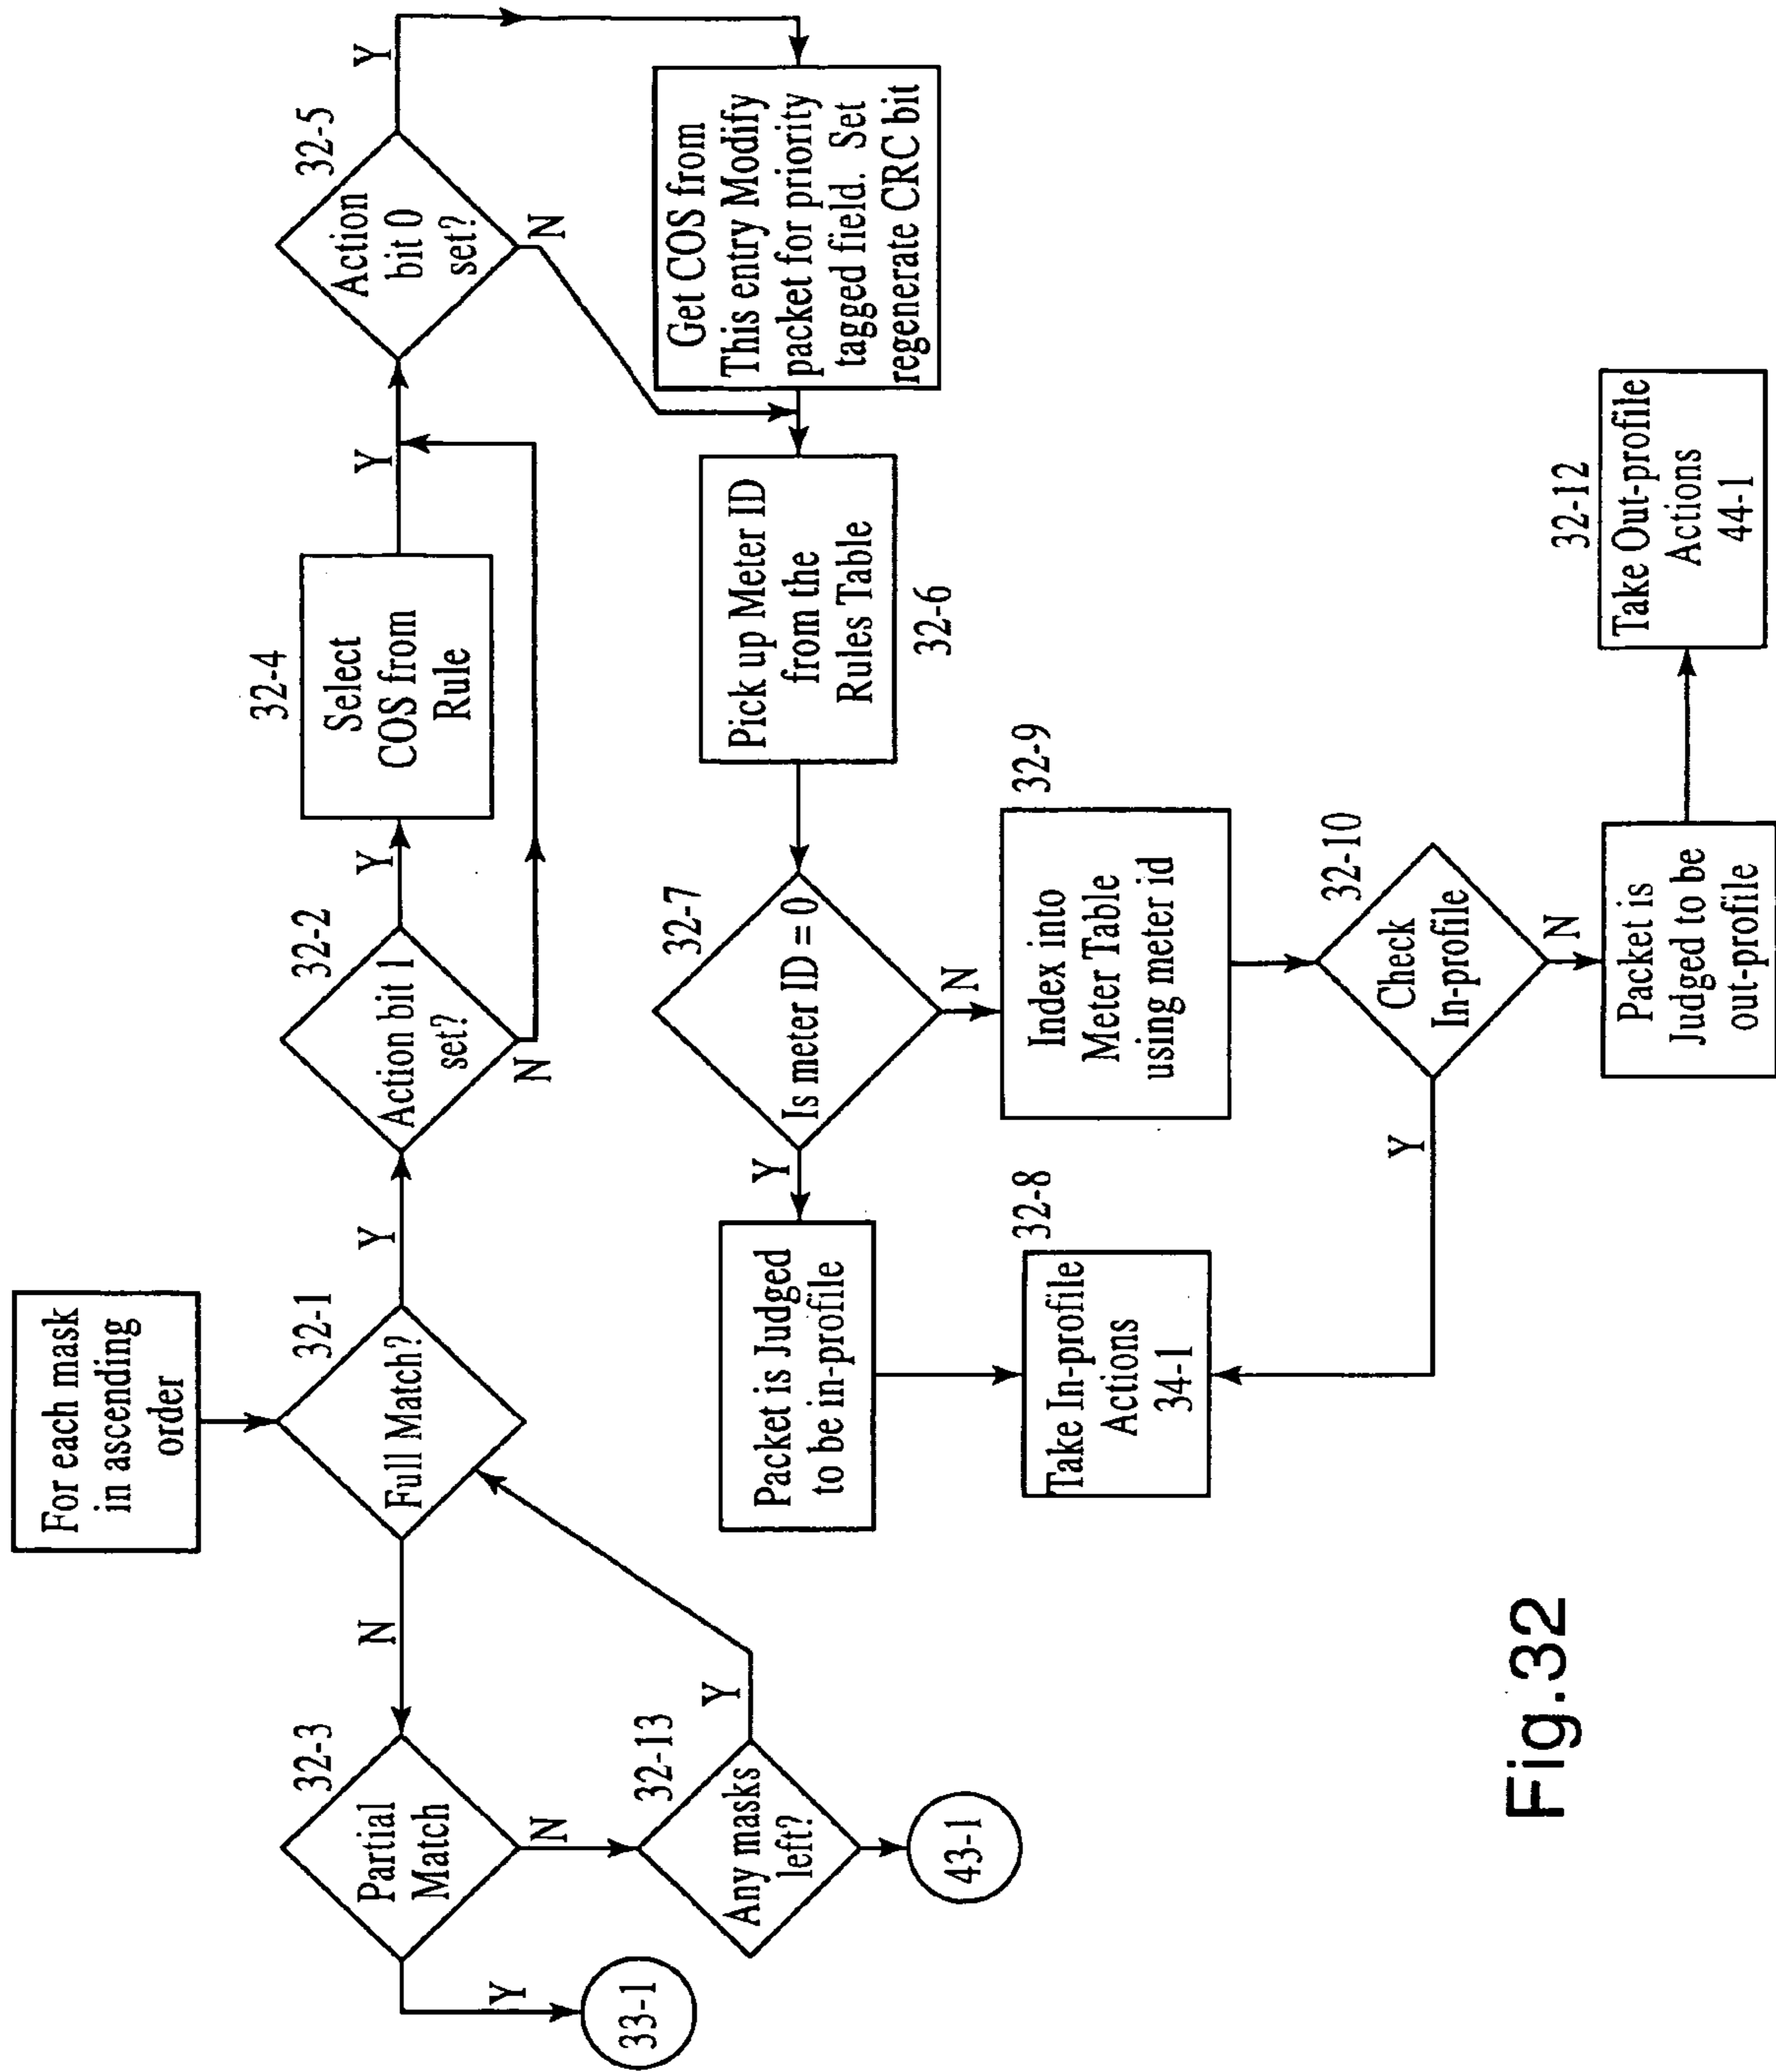 For each mask
in ascending
order
32-1
Full Match?
Y
N
32-2
Action bit 1
set?
Y
N
32-4
Select
COS from
Rule
Y
32-5
Action
bit 0
set?
Y
N
Get COS from
This entry Modify
packet for priority
tagged field. Set
regenerate CRC bit
32-3
Partial
Match
Y
N
33-1
32-13
Any masks
left?
Y
43-1
Pick up Meter ID
from the
Rules Table
32-6
32-7
Is meter ID = 0
Y
N
Packet is Judged
to be in-profile
32-8
Take In-profile
Actions
34-1
32-9
Index into
Meter Table
using meter id
32-10
Check
In-profile
Y
N
Packet is
Judged to be
out-profile
32-12
Take Out-profile
Actions
44-1
Fig.32